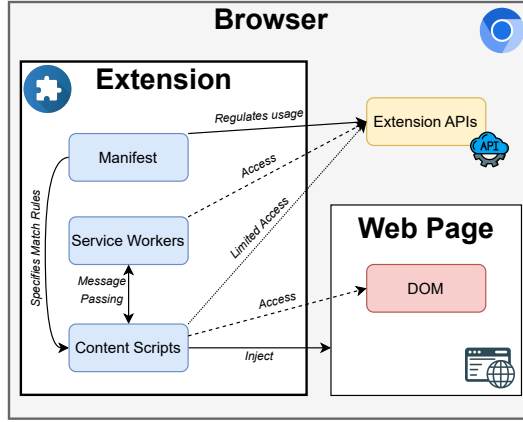 Browser
Extension
Regulates usage
Extension APIs
API
Manifest
Access
Specifies Match Rules
Limited Access
Web Page
Service Workers
Message
Passing
DOM
Access
Content Scripts
Inject